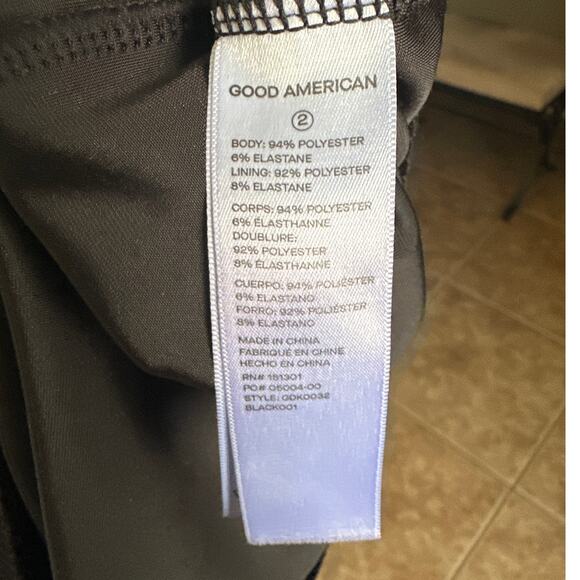 GOOD AMERICAN
2
BODY: 94% POLYESTER
6% ELASTANE
LINING: 92% POLYESTER
8% ELASTANE
CORPS: 94% POLYESTER
6% ÉLASTHANNE
DOUBLURE:
92% POLYESTER
8% ÉLASTHANNE
CUERPO: 94% POLIÉSTER
6% ELASTANO
FORRO: 92% POLIÉSTER
8% ELASTANO
MADE IN CHINA
FABRIQUÉ EN CHINE
HECHO EN CHINA
RN# 151301
PO# 05004-00
STYLE: GDK0032
BLACK001